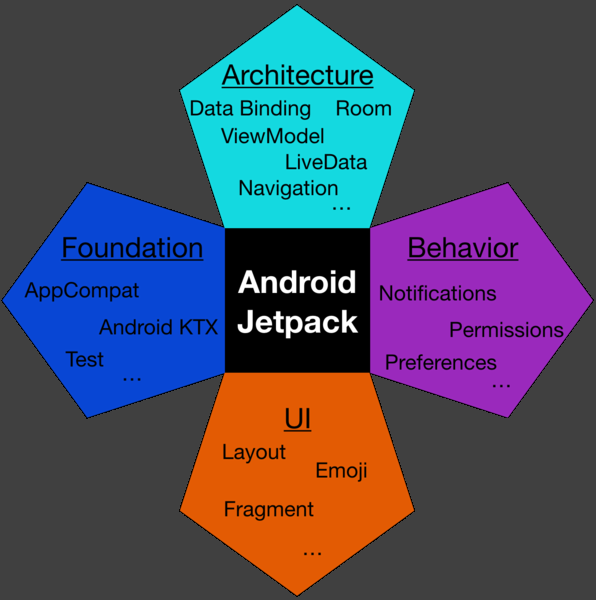 Architecture
Data Binding Room
ViewModel
LiveData
Navigation
...
Foundation
AppCompat
Android KTX
Test
...
Android
Jetpack
Behavior
Notifications
Permissions
Preferences
...
UI
Layout
Emoji
Fragment
...